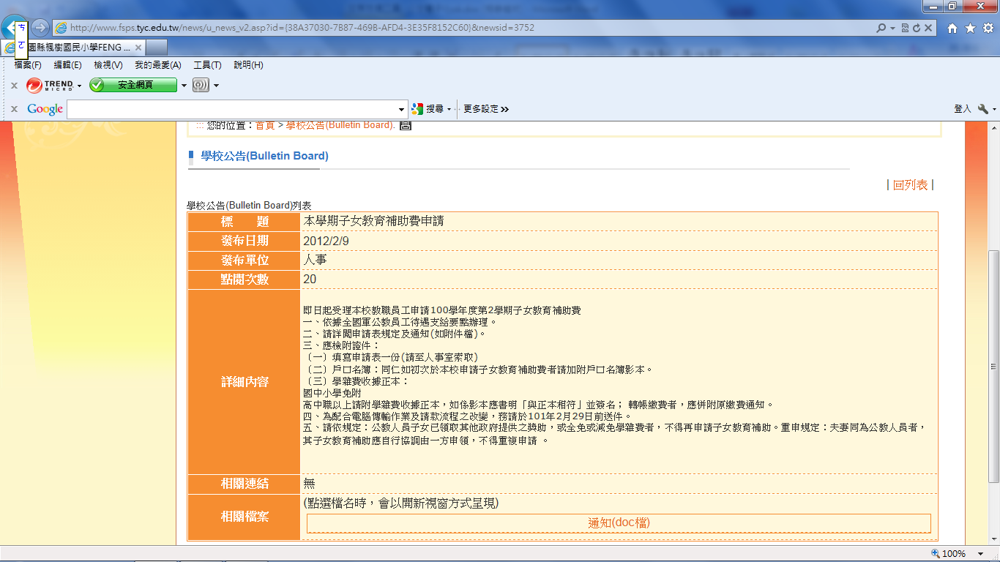 http://www.fsps.tyc.edu.tw/news/u_news_v2.asp?id={38A37030-7B87-469B-AFD4-3E35F8152C60}&newsid=3752
園縣楓樹國民小學FENG ...
檔案(F) 編輯(E) 檢視(V) 我的最愛(A) 工具(T) 說明(H)
TREND MICRO 安全網頁
Google 搜尋 更多設定 登入
::: 您的位置：首頁 > 學校公告(Bulletin Board).
學校公告(Bulletin Board)
| 回列表 |
學校公告(Bulletin Board)列表
標 題 本學期子女教育補助費申請
發布日期 2012/2/9
發布單位 人事
點閱次數 20
詳細內容
即日起受理本校教職員工申請100學年度第2學期子女教育補助費
一、依據全國軍公教員工待遇支給要點辦理。
二、請詳閱申請表規定及通知(如附件檔)。
三、應檢附證件：
〔一〕填寫申請表一份(請至人事室索取)
〔二〕戶口名簿：同仁如初次於本校申請子女教育補助費者請加附戶口名簿影本。
〔三〕學雜費收據正本：
國中小學免附
高中職以上請附學雜費收據正本，如係影本應書明「與正本相符」並簽名； 轉帳繳費者，應併附原繳費通知。
四、為配合電腦傳輸作業及請款流程之改變，務請於101年2月29日前送件。
五、請依規定：公教人員子女已領取其他政府提供之獎助，或全免或減免學雜費者，不得再申請子女教育補助。重申規定：夫妻同為公教人員者，
其子女教育補助應自行協調由一方申領，不得重複申請 。
相關連結 無
相關檔案 (點選檔名時，會以開新視窗方式呈現)
通知(doc檔)
100%